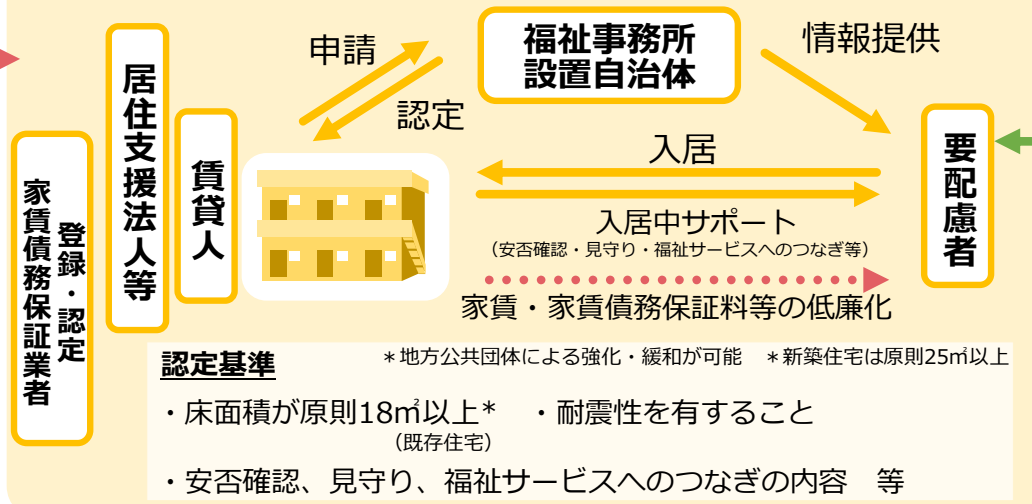 申請
認定
福祉事務所
設置自治体
情報提供
登録・認定
家賃債務保証業者
居住支援法人等
賃貸人
入居
入居中サポート
（安否確認・見守り・福祉サービスへのつなぎ等）
家賃・家賃債務保証料等の低廉化
要配慮者
認定基準 ＊地方公共団体による強化・緩和が可能 ＊新築住宅は原則25㎡以上
・床面積が原則18㎡以上＊ ・耐震性を有すること
（既存住宅）
・安否確認、見守り、福祉サービスへのつなぎの内容 等